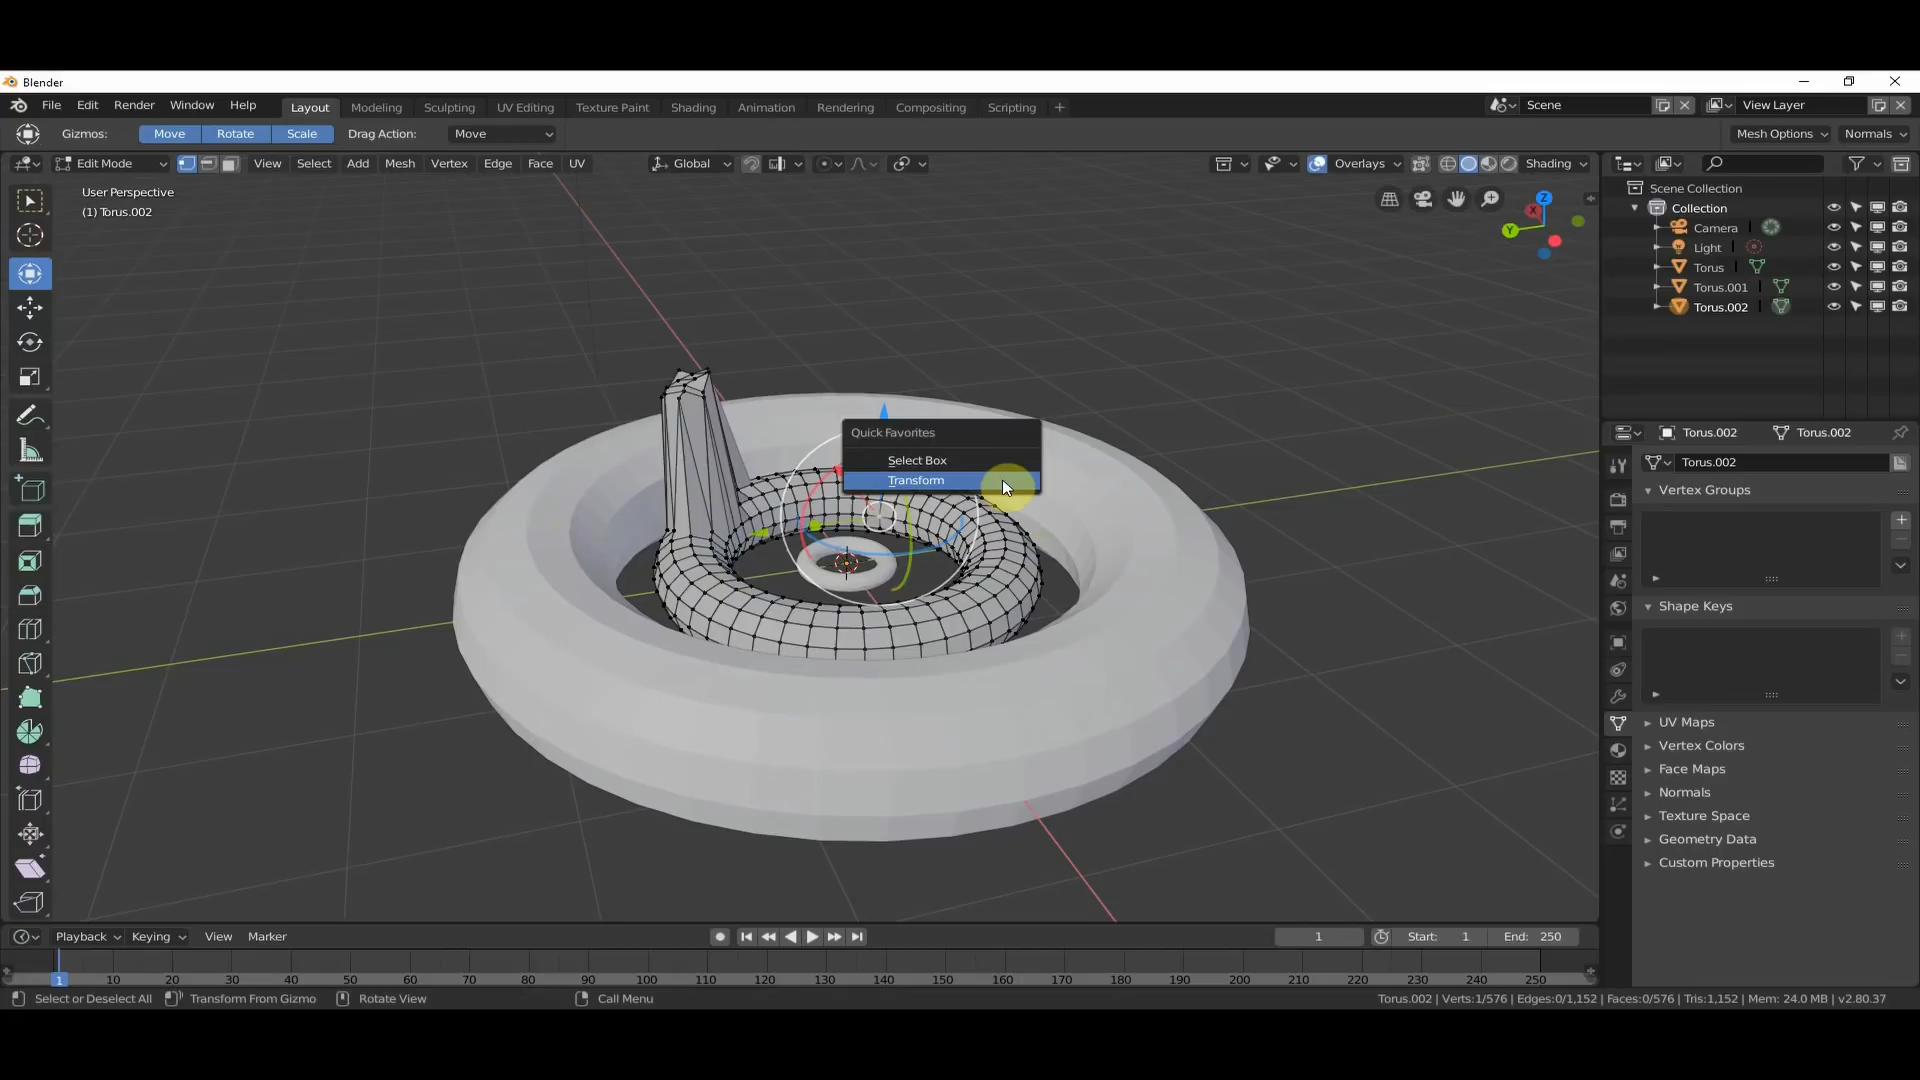 Blender
File Edit Render Window Help Layout Modeling Sculpting UV Editing Texture Paint Shading Animation Rendering Compositing Scripting + Scene View Layer
Gizmos: Move Rotate Scale Drag Action: Move Mesh Options Normals
Edit Mode View Select Add Mesh Vertex Edge Face UV Global Overlays Shading
User Perspective
(1) Torus.002
Z
X
Y
Scene Collection
Collection
Camera
Light
Torus
Torus.001
Torus.002
Quick Favorites
Select Box
Transform
Torus.002 Torus.002
Torus.002
Vertex Groups
Shape Keys
UV Maps
Vertex Colors
Face Maps
Normals
Texture Space
Geometry Data
Custom Properties
Playback Keying View Marker 1 Start: 1 End: 250
1 10 20 30 40 50 60 70 80 90 100 110 120 130 140 150 160 170 180 190 200 210 220 230 240 250
Select or Deselect All Transform From Gizmo Rotate View Call Menu Torus.002 | Verts:1/576 | Edges:0/1,152 | Faces:0/576 | Tris:1,152 | Mem: 24.0 MB | v2.80.37